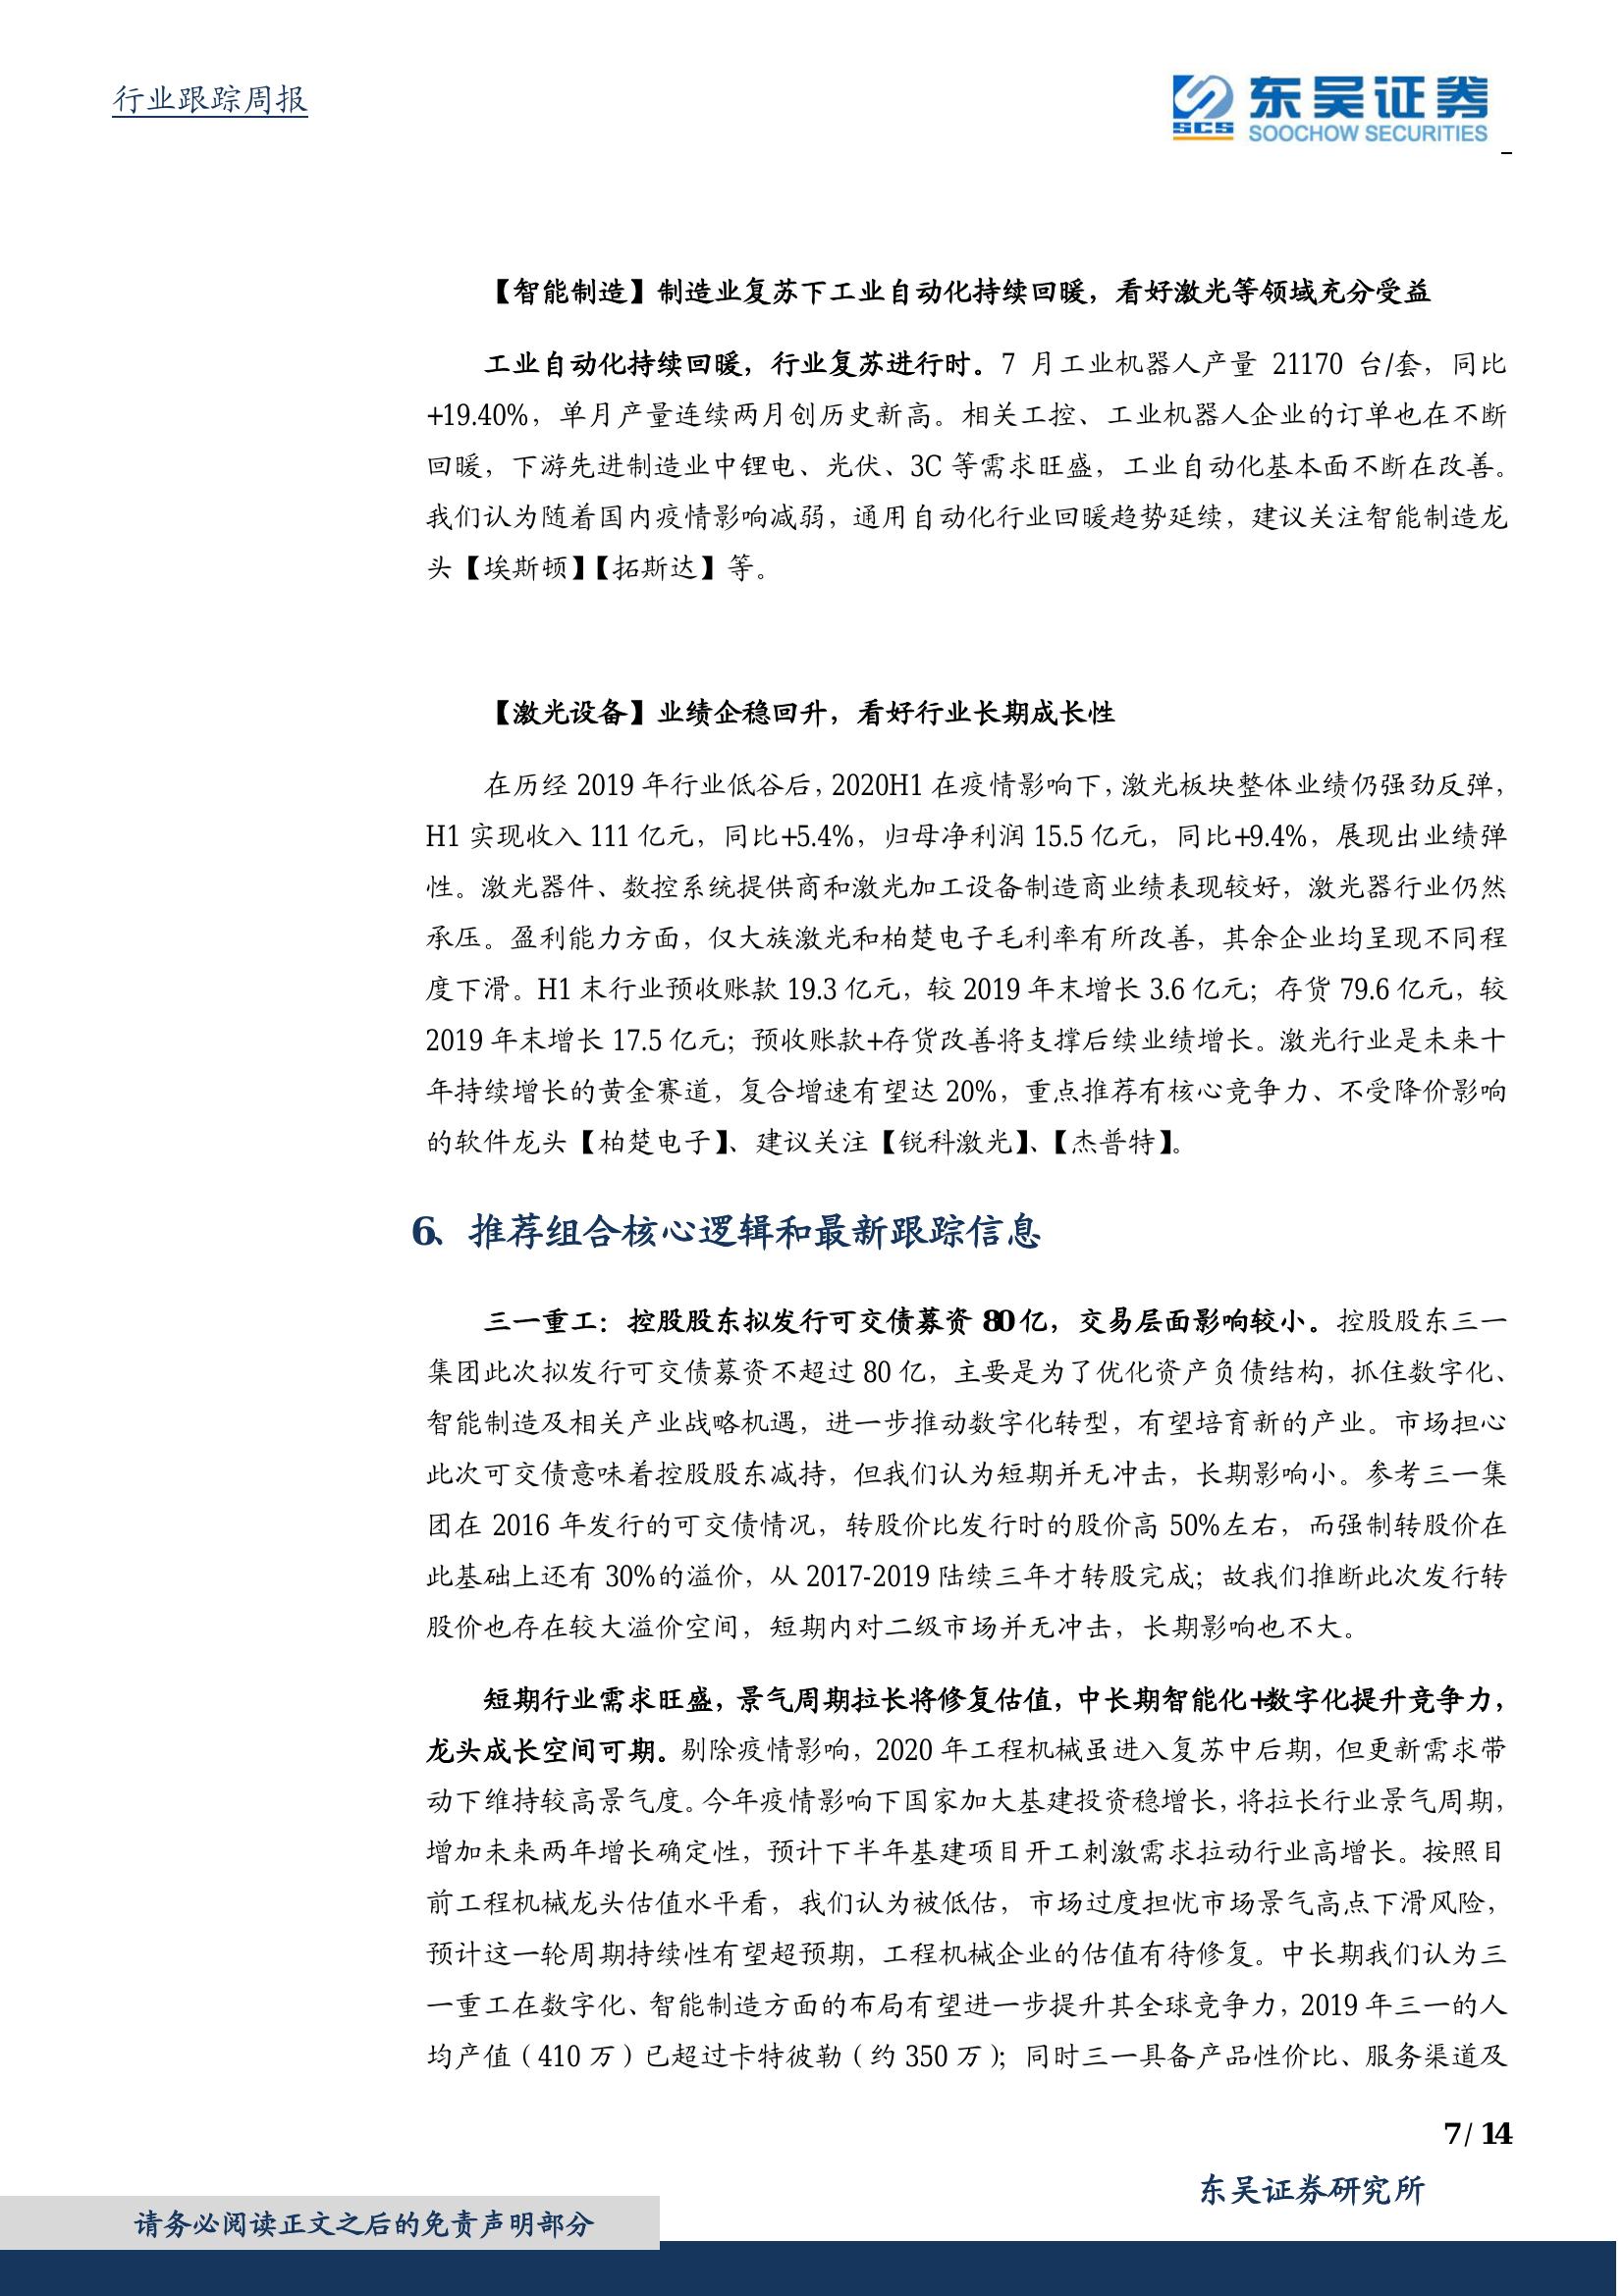 行业跟踪周报
东吴证券
SCS
SOOCHOW SECURITIES
【智能制造】制造业复苏下工业自动化持续回暖，看好激光等领域充分受益
工业自动化持续回暖，行业复苏进行时。7 月工业机器人产量 21170 台/套，同比
+19.40%，单月产量连续两月创历史新高。相关工控、工业机器人企业的订单也在不断
回暖，下游先进制造业中锂电、光伏、3C 等需求旺盛，工业自动化基本面不断在改善。
我们认为随着国内疫情影响减弱，通用自动化行业回暖趋势延续，建议关注智能制造龙
头【埃斯顿】【拓斯达】等。
【激光设备】业绩企稳回升，看好行业长期成长性
在历经 2019 年行业低谷后，2020H1 在疫情影响下，激光板块整体业绩仍强劲反弹，
H1 实现收入 111 亿元，同比+5.4%，归母净利润 15.5 亿元，同比+9.4%，展现出业绩弹
性。激光器件、数控系统提供商和激光加工设备制造商业绩表现较好，激光器行业仍然
承压。盈利能力方面，仅大族激光和柏楚电子毛利率有所改善，其余企业均呈现不同程
度下滑。H1 末行业预收账款 19.3 亿元，较 2019 年末增长 3.6 亿元；存货 79.6 亿元，较
2019 年末增长 17.5 亿元；预收账款+存货改善将支撑后续业绩增长。激光行业是未来十
年持续增长的黄金赛道，复合增速有望达 20%，重点推荐有核心竞争力、不受降价影响
的软件龙头【柏楚电子】、建议关注【锐科激光】、【杰普特】。
6、推荐组合核心逻辑和最新跟踪信息
三一重工：控股股东拟发行可交债募资 80 亿，交易层面影响较小。控股股东三一
集团此次拟发行可交债募资不超过 80 亿，主要是为了优化资产负债结构，抓住数字化、
智能制造及相关产业战略机遇，进一步推动数字化转型，有望培育新的产业。市场担心
此次可交债意味着控股股东减持，但我们认为短期并无冲击，长期影响小。参考三一集
团在 2016 年发行的可交债情况，转股价比发行时的股价高 50%左右，而强制转股价在
此基础上还有 30%的溢价，从 2017-2019 陆续三年才转股完成；故我们推断此次发行转
股价也存在较大溢价空间，短期内对二级市场并无冲击，长期影响也不大。
短期行业需求旺盛，景气周期拉长将修复估值，中长期智能化+数字化提升竞争力，
龙头成长空间可期。剔除疫情影响，2020 年工程机械虽进入复苏中后期，但更新需求带
动下维持较高景气度。今年疫情影响下国家加大基建投资稳增长，将拉长行业景气周期，
增加未来两年增长确定性，预计下半年基建项目开工刺激需求拉动行业高增长。按照目
前工程机械龙头估值水平看，我们认为被低估，市场过度担忧市场景气高点下滑风险，
预计这一轮周期持续性有望超预期，工程机械企业的估值有待修复。中长期我们认为三
一重工在数字化、智能制造方面的布局有望进一步提升其全球竞争力，2019 年三一的人
均产值（410 万）已超过卡特彼勒（约 350 万）；同时三一具备产品性价比、服务渠道及
7 / 14
东吴证券研究所
请务必阅读正文之后的免责声明部分